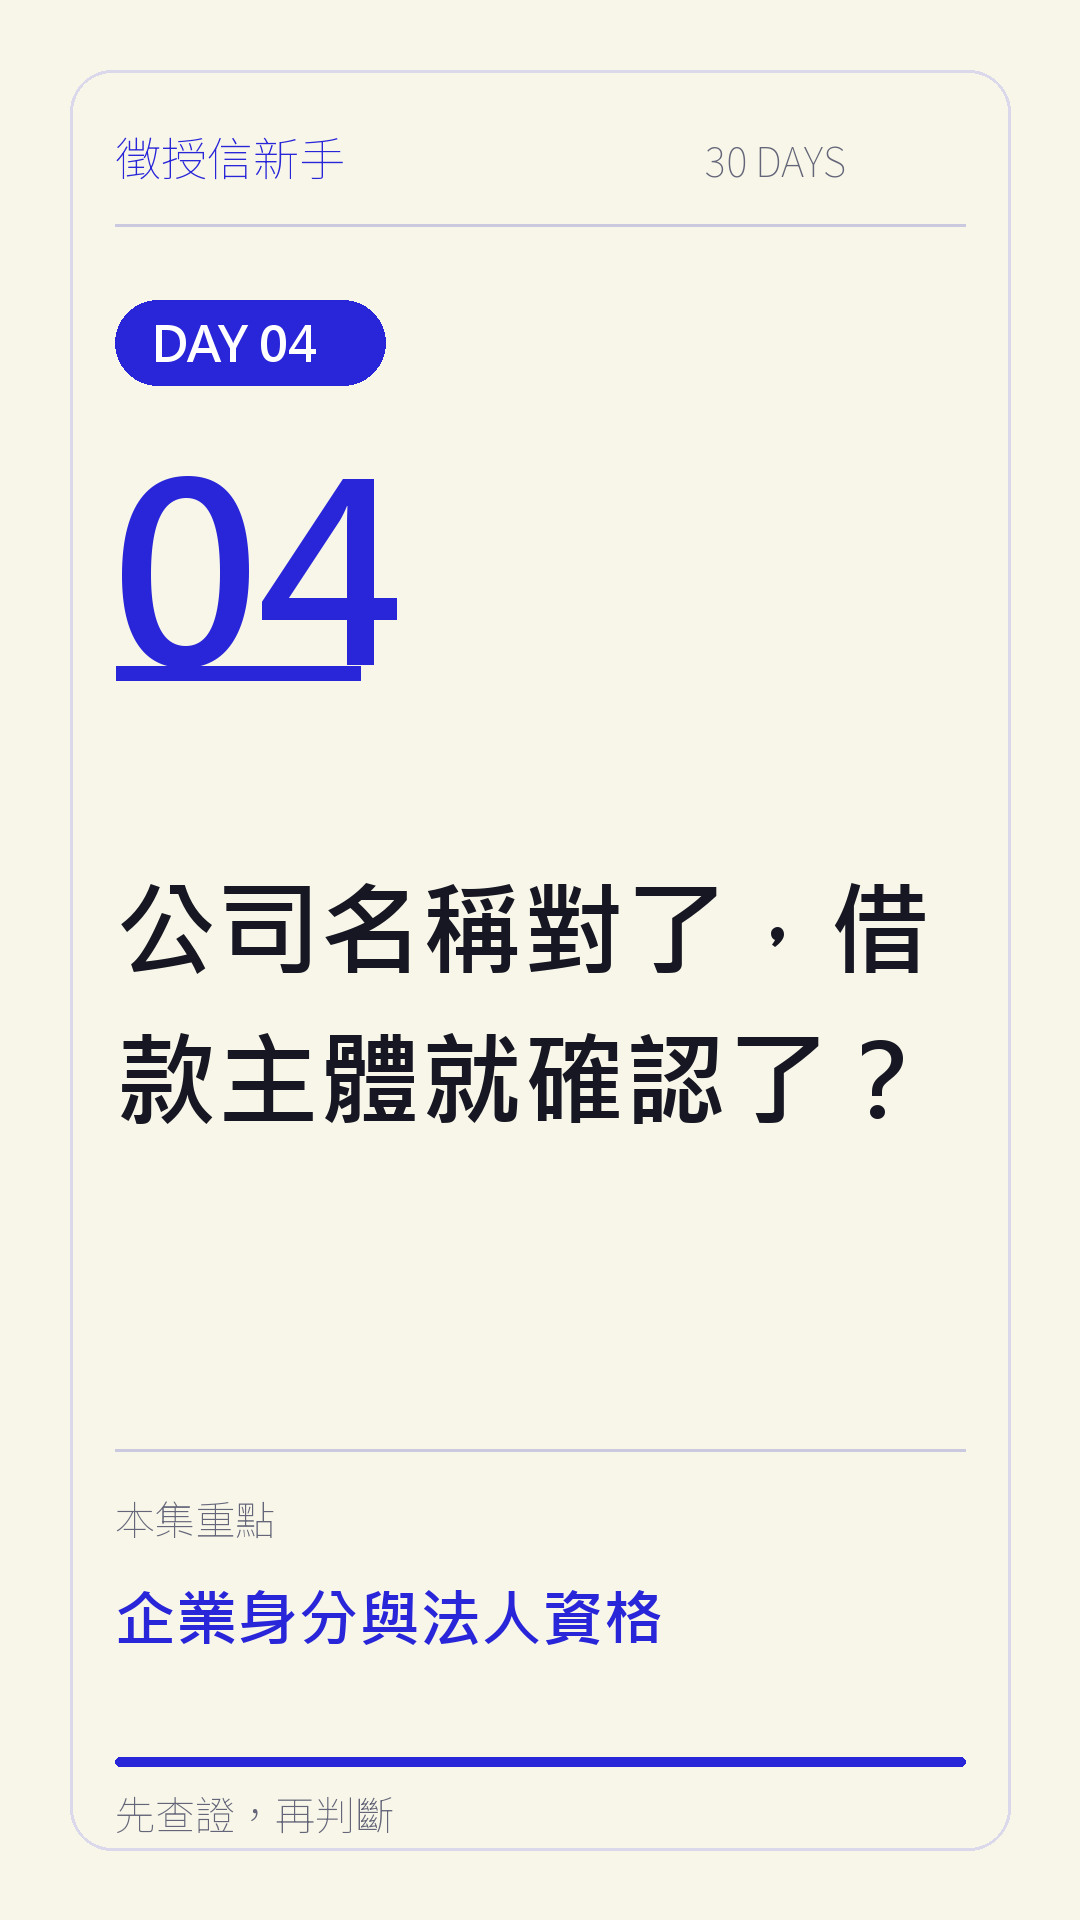 徵授信新手
30 DAYS
DAY 04
04
公司名稱對了，借
款主體就確認了？
本集重點
企業身分與法人資格
先查證，再判斷